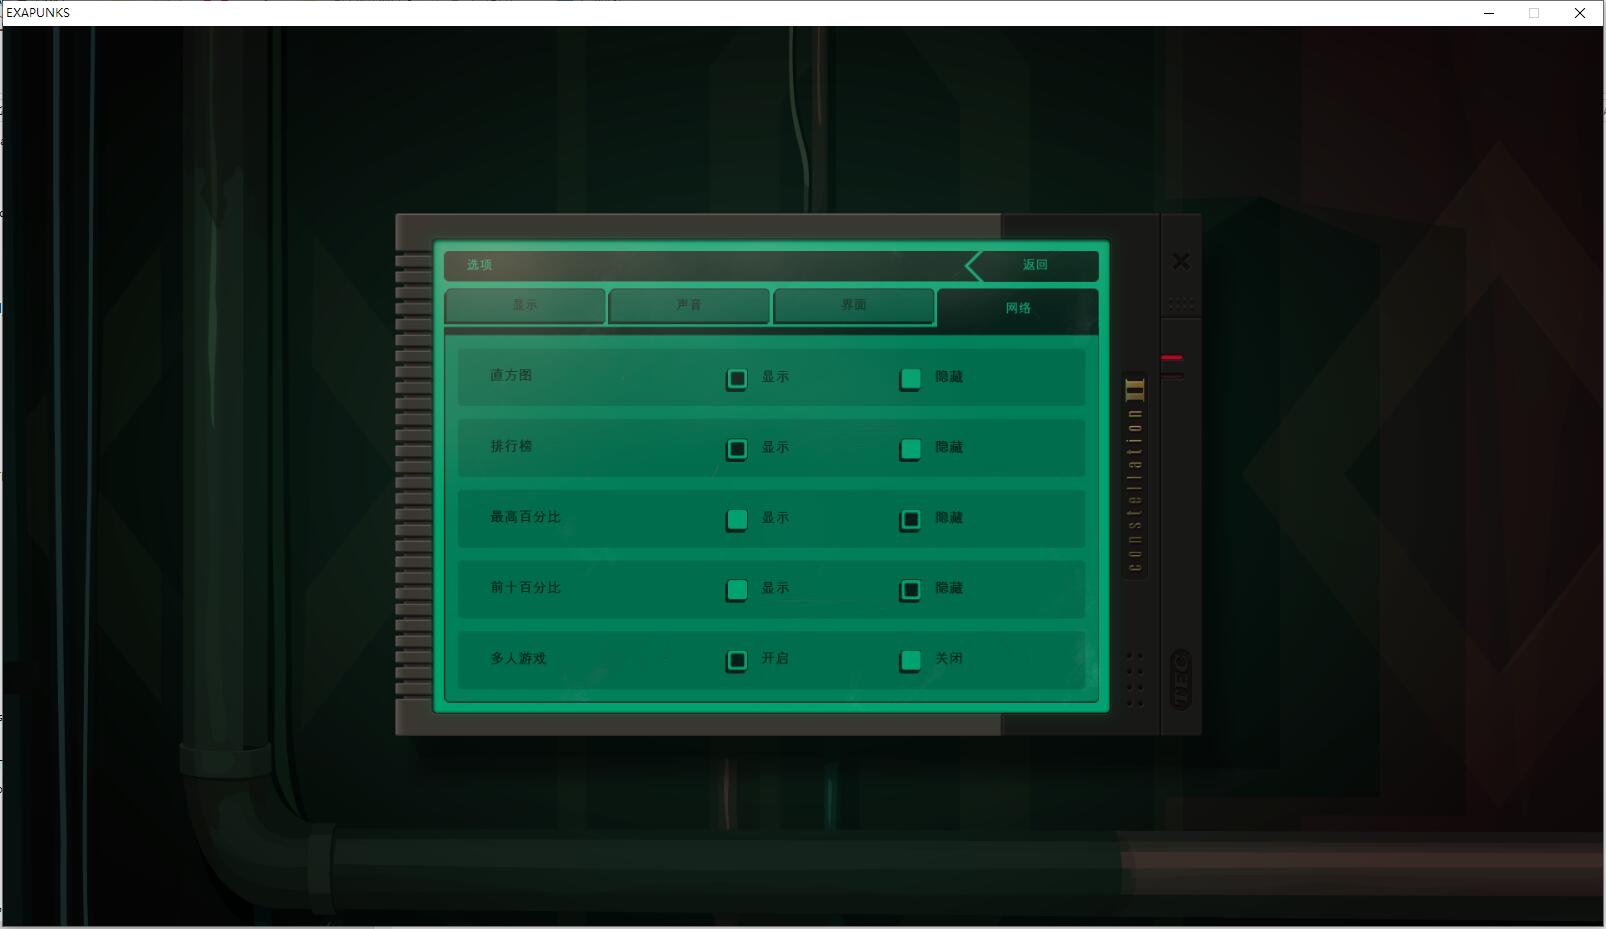 EXAPUNKS
选项 返回
显示 声音 界面 网络
直方图 显示 隐藏
排行榜 显示 隐藏
最高百分比 显示 隐藏
前十百分比 显示 隐藏
多人游戏 开启 关闭
constellation II
TEC